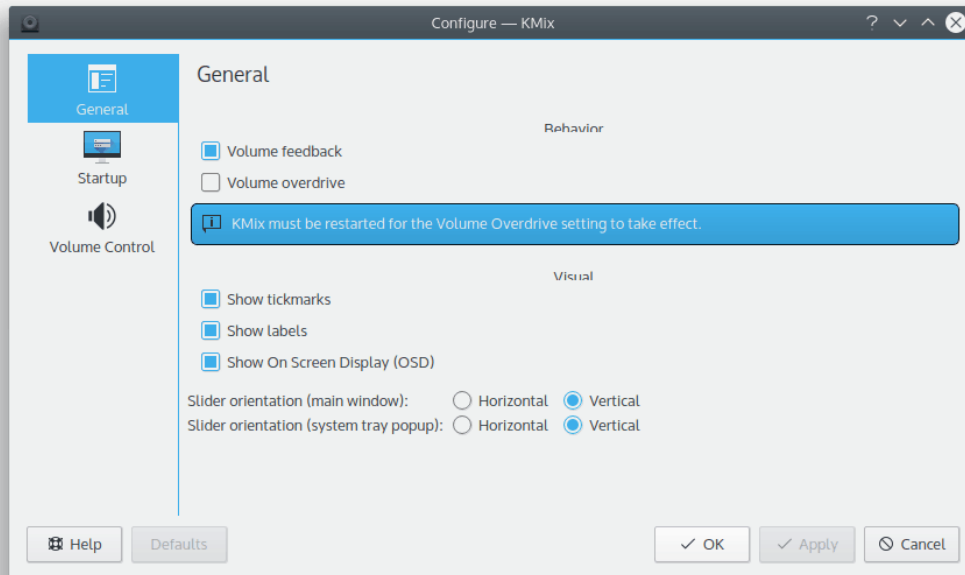 Configure — KMix
General
General
Behavior
Volume feedback
Startup
Volume overdrive
Volume Control
KMix must be restarted for the Volume Overdrive setting to take effect.
Visual
Show tickmarks
Show labels
Show On Screen Display (OSD)
Slider orientation (main window): Horizontal Vertical
Slider orientation (system tray popup): Horizontal Vertical
Help Defaults OK Apply Cancel